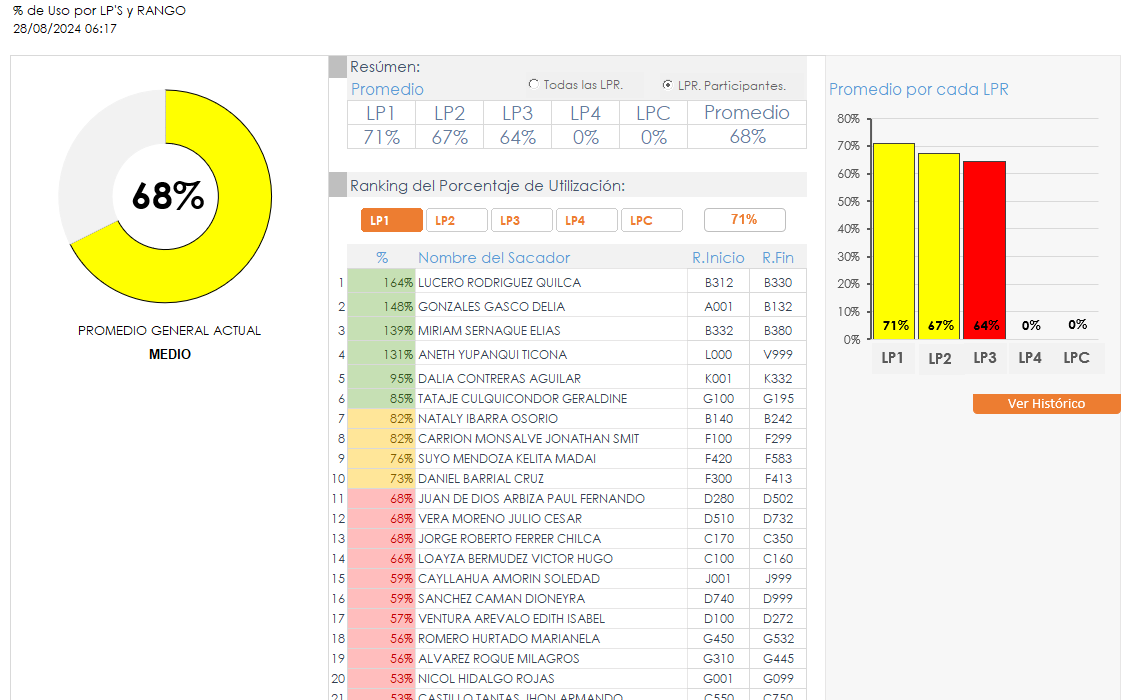 % de Uso por LP'S y RANGO
28/08/2024 06:17
68%
PROMEDIO GENERAL ACTUAL
MEDIO
Resúmen:
Promedio
Todas las LPR. LPR. Participantes.
LP1 LP2 LP3 LP4 LPC Promedio
71% 67% 64% 0% 0% 68%
Ranking del Porcentaje de Utilización:
LP1 LP2 LP3 LP4 LPC 71%
% Nombre del Sacador R.Inicio R.Fin
1 164% LUCERO RODRIGUEZ QUILCA B312 B330
2 148% GONZALES GASCO DELIA A001 B132
3 139% MIRIAM SERNAQUE ELIAS B332 B380
4 131% ANETH YUPANQUI TICONA L000 V999
5 95% DALIA CONTRERAS AGUILAR K001 K332
6 85% TATAJE CULQUICONDOR GERALDINE G100 G195
7 82% NATALY IBARRA OSORIO B140 B242
8 82% CARRION MONSALVE JONATHAN SMIT F100 F299
9 76% SUYO MENDOZA KELITA MADAI F420 F583
10 73% DANIEL BARRIAL CRUZ F300 F413
11 68% JUAN DE DIOS ARBIZA PAUL FERNANDO D280 D502
12 68% VERA MORENO JULIO CESAR D510 D732
13 68% JORGE ROBERTO FERRER CHILCA C170 C350
14 66% LOAYZA BERMUDEZ VICTOR HUGO C100 C160
15 59% CAYLLAHUA AMORIN SOLEDAD J001 J999
16 59% SANCHEZ CAMAN DIONEYRA D740 D999
17 57% VENTURA AREVALO EDITH ISABEL D100 D272
18 56% ROMERO HURTADO MARIANELA G450 G532
19 56% ALVAREZ ROQUE MILAGROS G310 G445
20 53% NICOL HIDALGO ROJAS G001 G099
21 53% CASTILLO TANTAS JHON ARMANDO C550 C750
Promedio por cada LPR
80%
70%
60%
50%
40%
30%
20%
10%
0%
71% 67% 64% 0% 0%
LP1 LP2 LP3 LP4 LPC
Ver Histórico